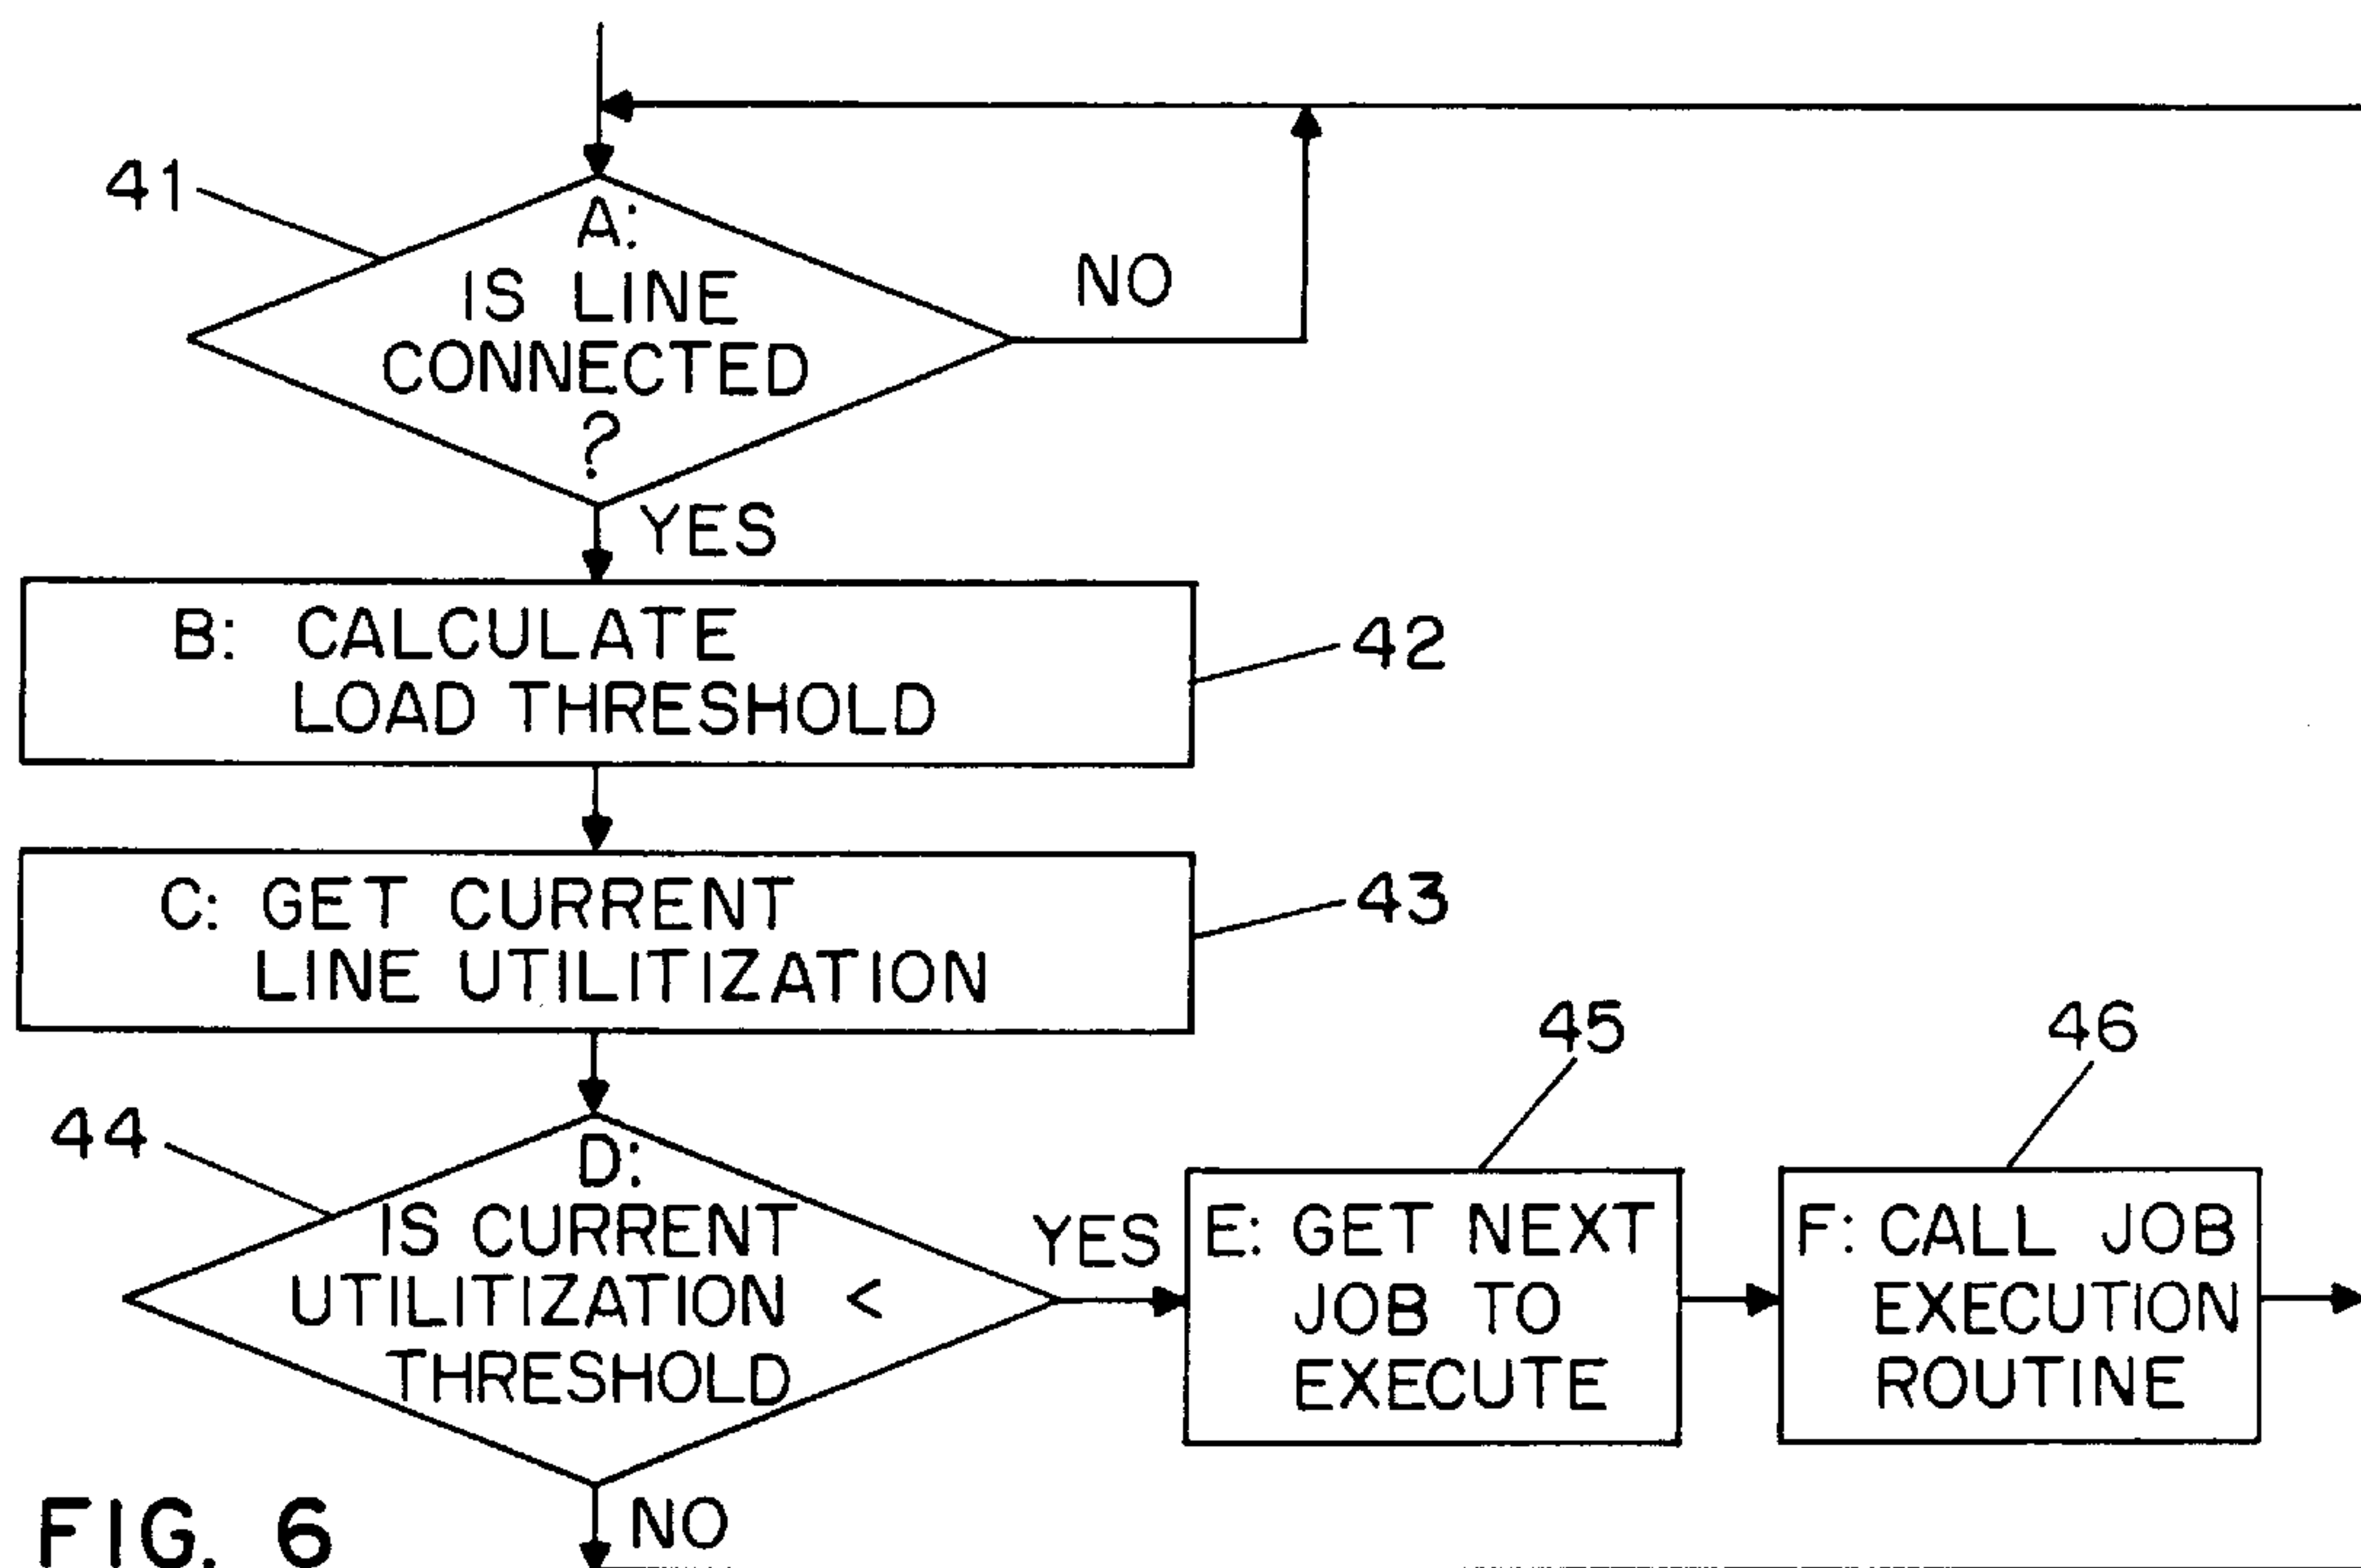 41
A:
IS LINE
CONNECTED
?
NO
YES
B: CALCULATE
LOAD THRESHOLD
42
C: GET CURRENT
LINE UTILITIZATION
43
44
D:
IS CURRENT
UTILITIZATION <
THRESHOLD
YES
45
E: GET NEXT
JOB TO
EXECUTE
46
F: CALL JOB
EXECUTION
ROUTINE
NO
FIG. 6